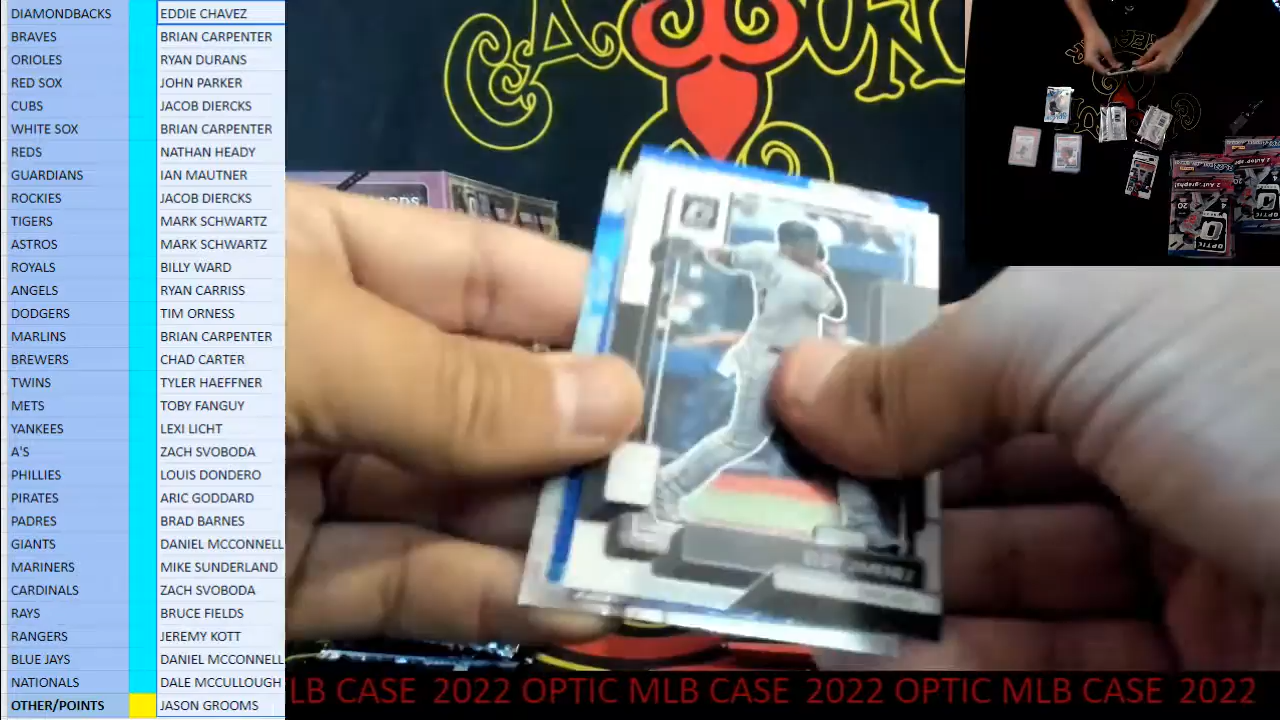 DIAMONDBACKS EDDIE CHAVEZ
BRAVES BRIAN CARPENTER
ORIOLES RYAN DURANS
RED SOX JOHN PARKER
CUBS JACOB DIERCKS
WHITE SOX BRIAN CARPENTER
REDS NATHAN HEADY
GUARDIANS IAN MAUTNER
ROCKIES JACOB DIERCKS
TIGERS MARK SCHWARTZ
ASTROS MARK SCHWARTZ
ROYALS BILLY WARD
ANGELS RYAN CARRISS
DODGERS TIM ORNESS
MARLINS BRIAN CARPENTER
BREWERS CHAD CARTER
TWINS TYLER HAEFFNER
METS TOBY FANGUY
YANKEES LEXI LICHT
A'S ZACH SVOBODA
PHILLIES LOUIS DONDERO
PIRATES ARIC GODDARD
PADRES BRAD BARNES
GIANTS DANIEL MCCONNELL
MARINERS MIKE SUNDERLAND
CARDINALS ZACH SVOBODA
RAYS BRUCE FIELDS
RANGERS JEREMY KOTT
BLUE JAYS DANIEL MCCONNELL
NATIONALS DALE MCCULLOUGH
OTHER/POINTS JASON GROOMS
OPTIC
LB CASE 2022 OPTIC MLB CASE 2022 OPTIC MLB CASE 2022